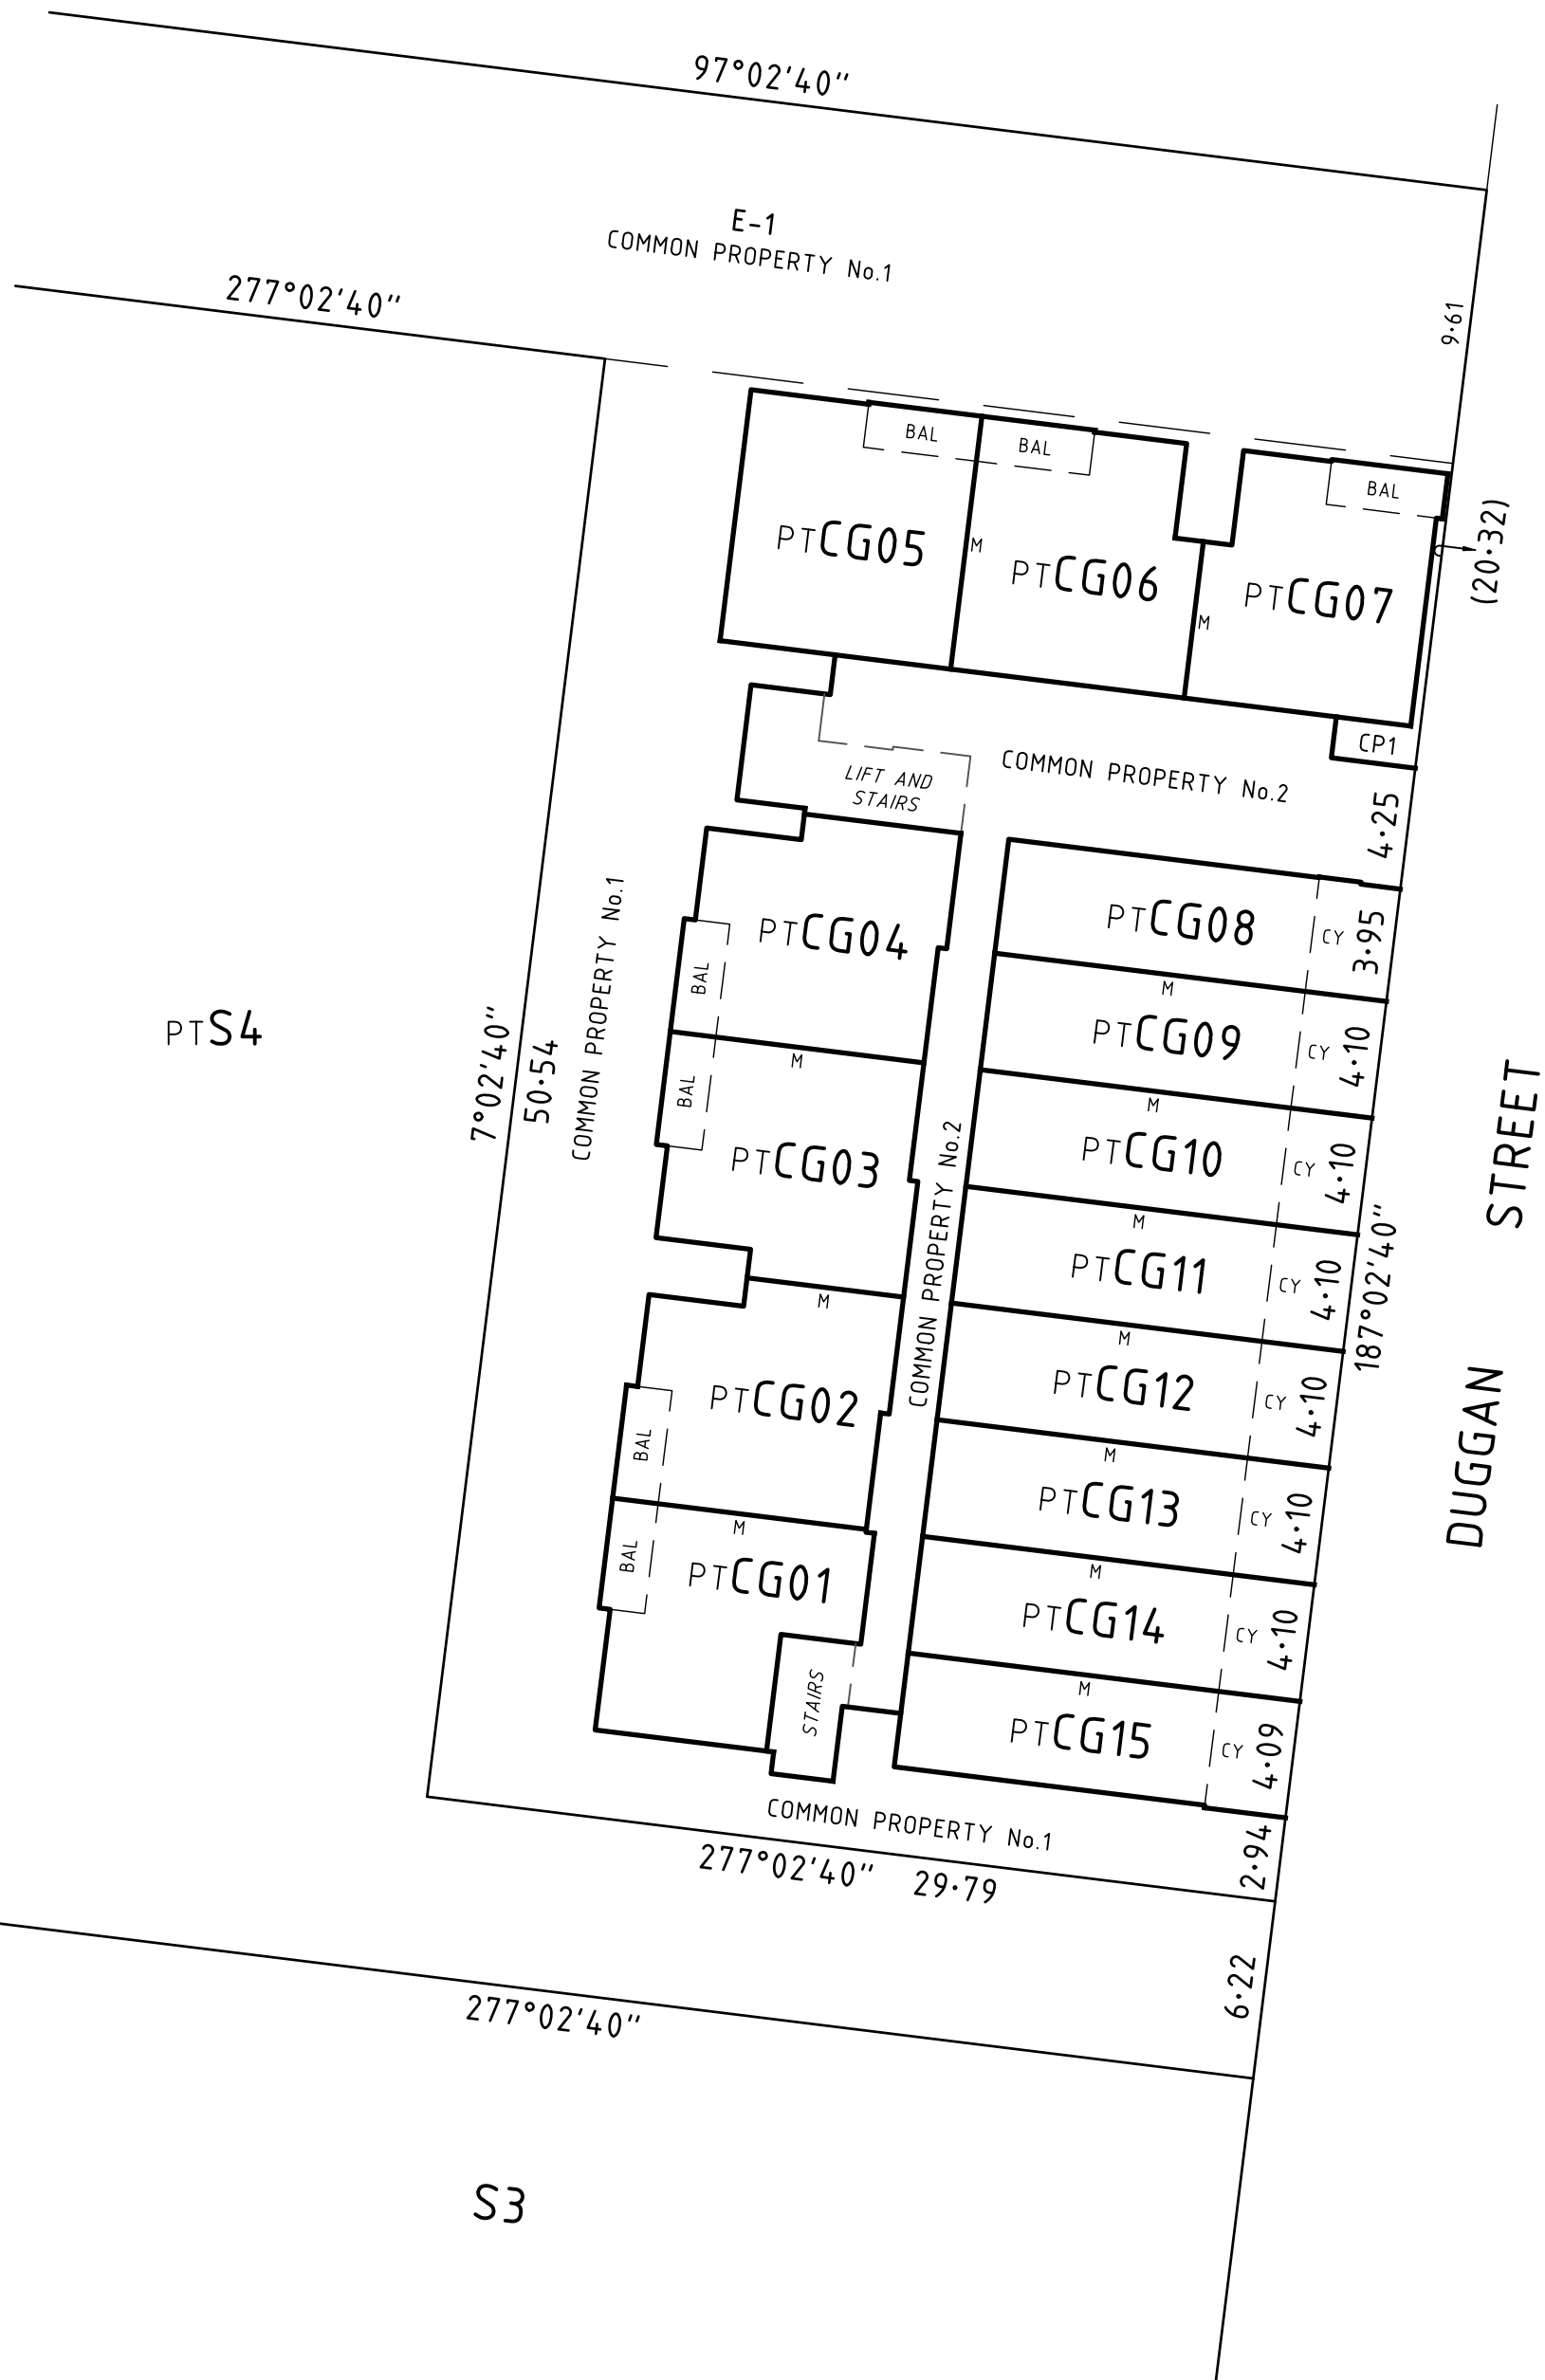 97°02'40"
E-1
COMMON PROPERTY No.1
277°02'40"
9·61
BAL
BAL
BAL
PTCG05
M
PTCG06
M
PTCG07
(20·32)
CP1
COMMON PROPERTY No.2
LIFT AND
STAIRS
4·25
PTCG04
BAL
PTCG08
CY
3·95
M
PTCG09
CY
4·10
PTS4
7°02'40"
50·54
COMMON PROPERTY No.1
M
BAL
PTCG03
COMMON PROPERTY No.2
M
PTCG10
CY
4·10
M
PTCG11
CY
4·10
187°02'40"
DUGGAN STREET
M
PTCG02
BAL
M
PTCG12
CY
4·10
M
PTCG13
CY
4·10
M
BAL
PTCG01
STAIRS
M
PTCG14
CY
4·10
M
PTCG15
CY
4·09
COMMON PROPERTY No.1
277°02'40" 29·79
2·94
6·22
277°02'40"
S3